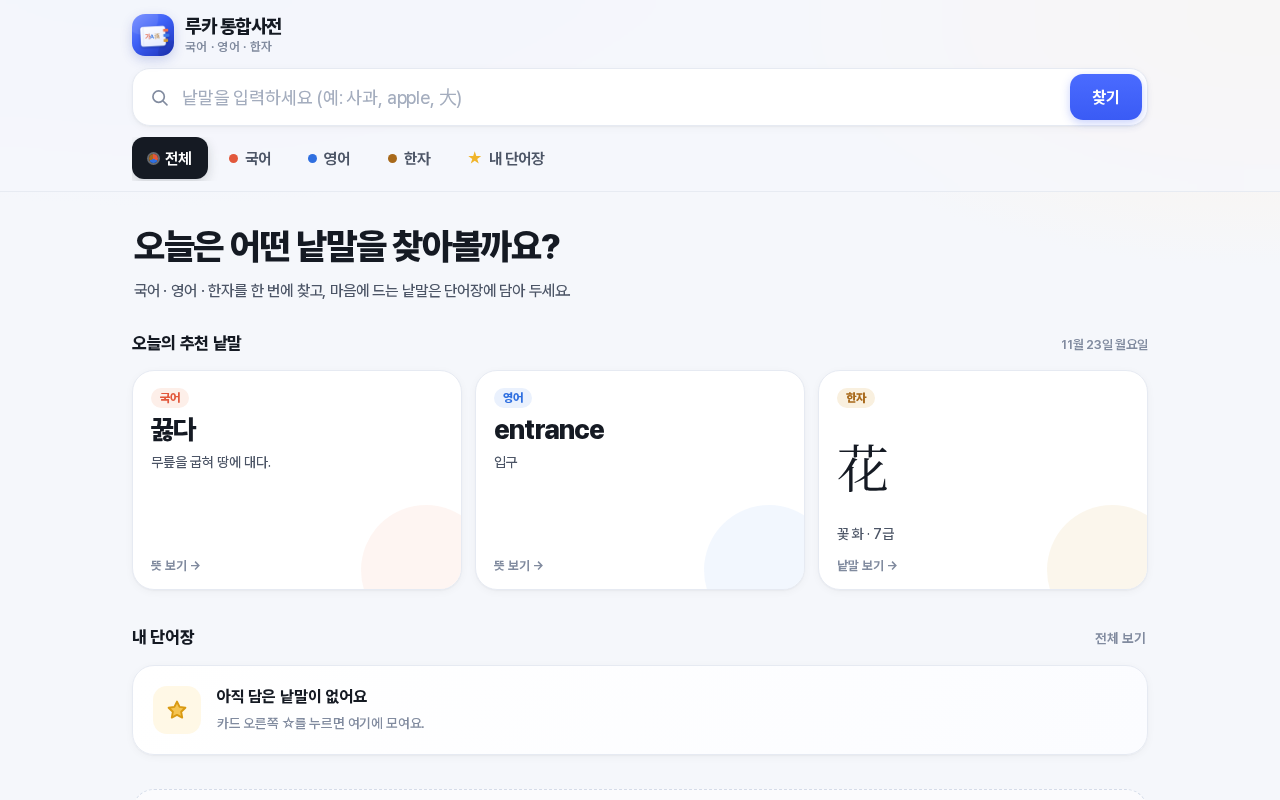 루카 통합사전
국어 · 영어 · 한자
낱말을 입력하세요 (예: 사과, apple, 大)
찾기
전체
국어
영어
한자
★ 내 단어장
오늘은 어떤 낱말을 찾아볼까요?
국어 · 영어 · 한자를 한 번에 찾고, 마음에 드는 낱말은 단어장에 담아 두세요.
오늘의 추천 낱말
11월 23일 월요일
국어
꿇다
무릎을 굽혀 땅에 대다.
뜻 보기 →
영어
entrance
입구
뜻 보기 →
한자
花
꽃 화 · 7급
낱말 보기 →
내 단어장
전체 보기
아직 담은 낱말이 없어요
카드 오른쪽 ☆를 누르면 여기에 모여요.